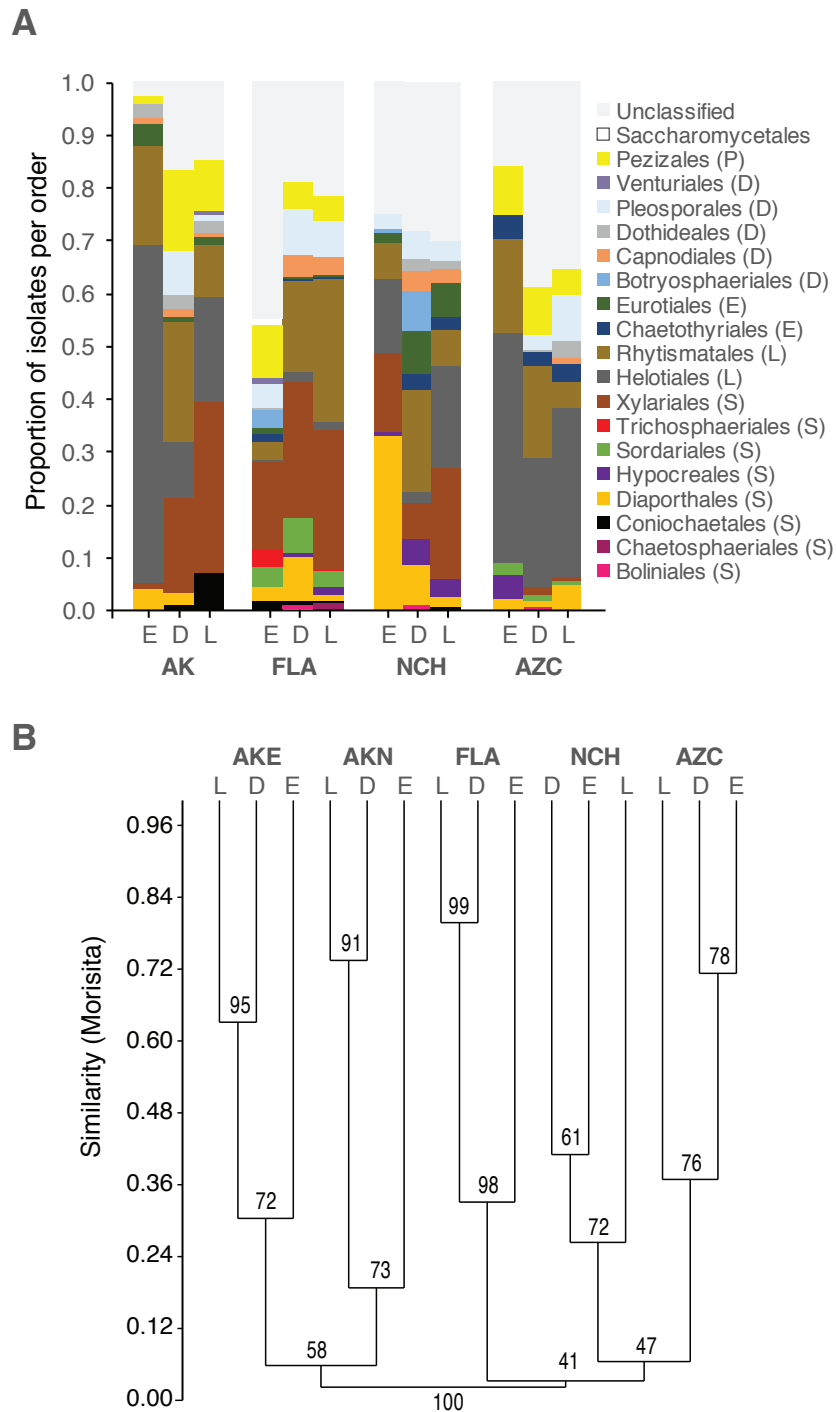 A
Proportion of isolates per order
1.0
0.9
0.8
0.7
0.6
0.5
0.4
0.3
0.2
0.1
0.0
E D L E D L E D L E D L
AK FLA NCH AZC
Unclassified
Saccharomycetales
Pezizales (P)
Venturiales (D)
Pleosporales (D)
Dothideales (D)
Capnodiales (D)
Botryosphaeriales (D)
Eurotiales (E)
Chaetothyriales (E)
Rhytismatales (L)
Helotiales (L)
Xylariales (S)
Trichosphaeriales (S)
Sordariales (S)
Hypocreales (S)
Diaporthales (S)
Coniochaetales (S)
Chaetosphaeriales (S)
Boliniales (S)
B
AKE AKN FLA NCH AZC
L D E L D E L D E D E L L D E
Similarity (Morisita)
0.96
0.84
0.72
0.60
0.48
0.36
0.24
0.12
0.00
99
91
78
95
61
76
98
72
72
73
47
58
41
100